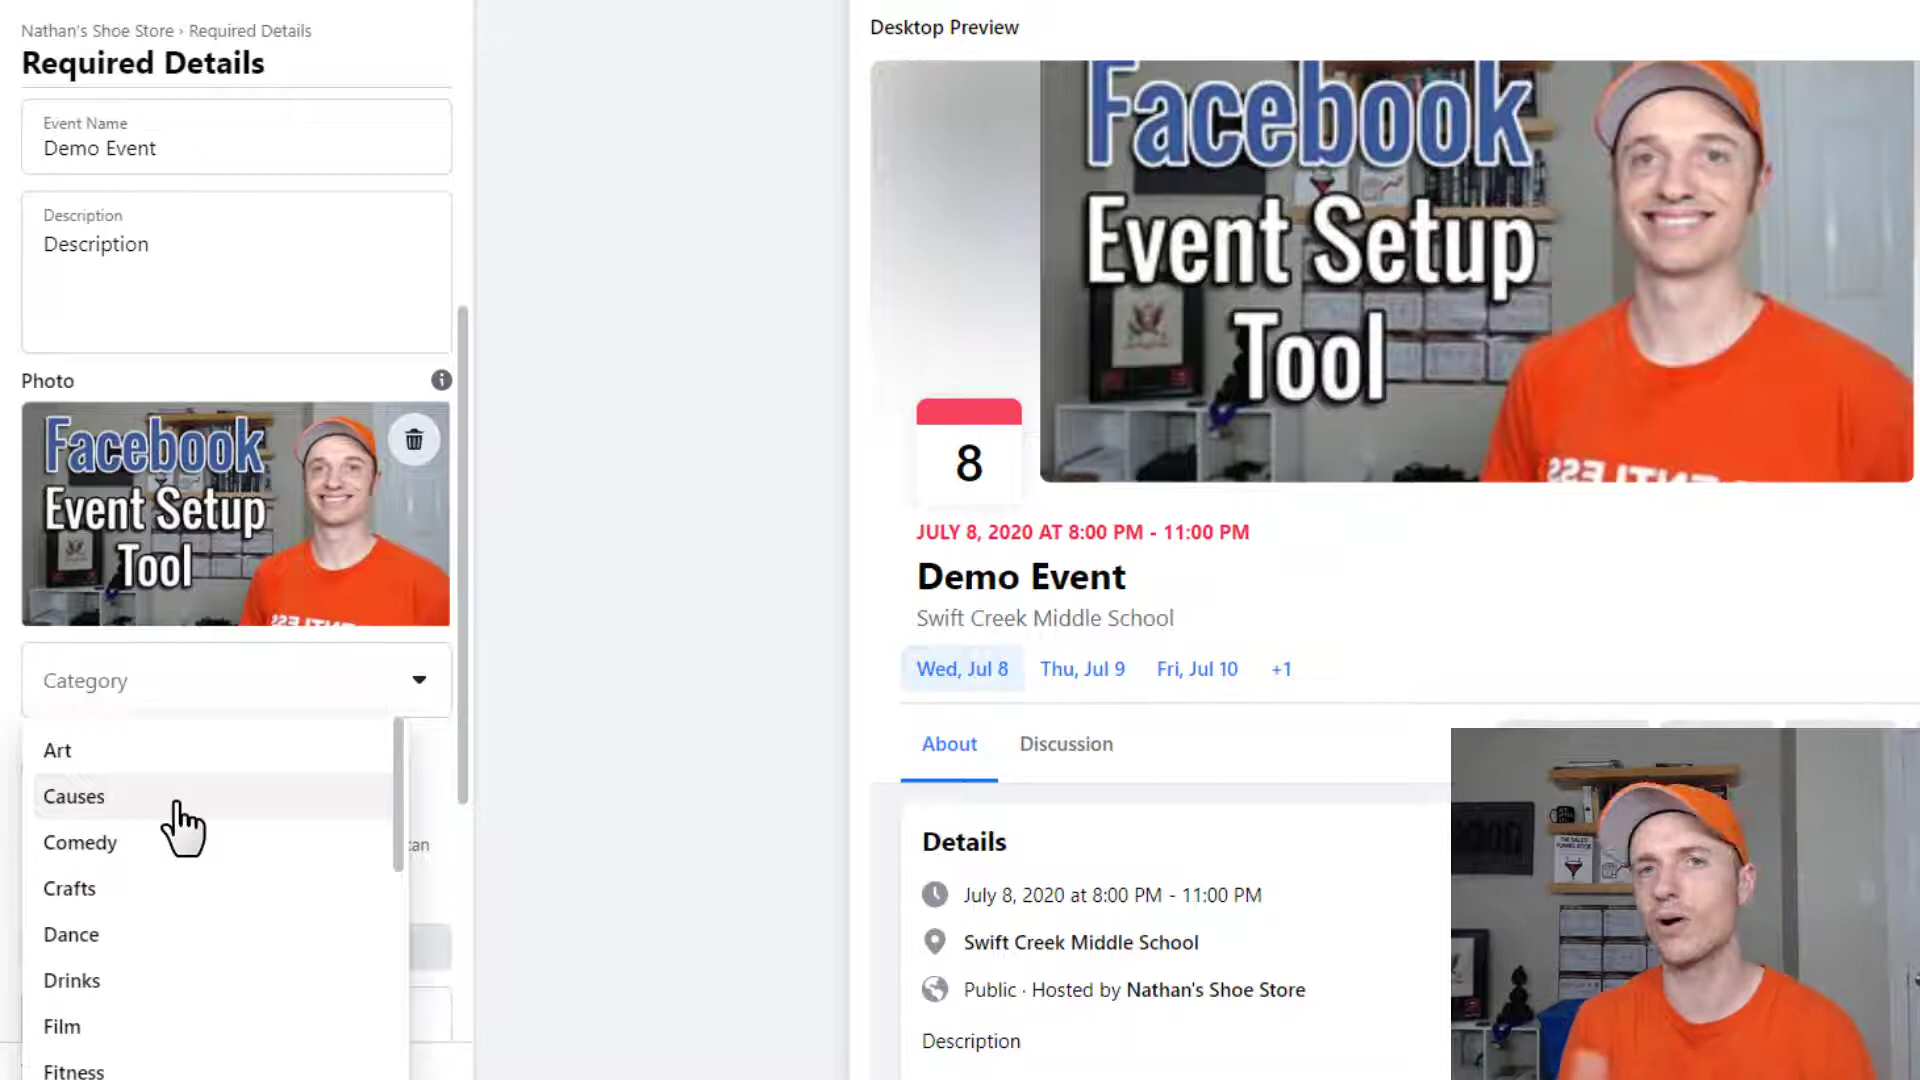 Nathan's Shoe Store › Required Details
Required Details
Event Name
Demo Event
Description
Description
Photo
Facebook
Event Setup
Tool
Category
Art
Causes
Comedy
can
Crafts
Dance
Drinks
Film
Fitness
Desktop Preview
Facebook
Event Setup
Tool
8
JULY 8, 2020 AT 8:00 PM - 11:00 PM
Demo Event
Swift Creek Middle School
Wed, Jul 8
Thu, Jul 9
Fri, Jul 10
+1
About
Discussion
Details
July 8, 2020 at 8:00 PM - 11:00 PM
Swift Creek Middle School
Public · Hosted by Nathan's Shoe Store
Description